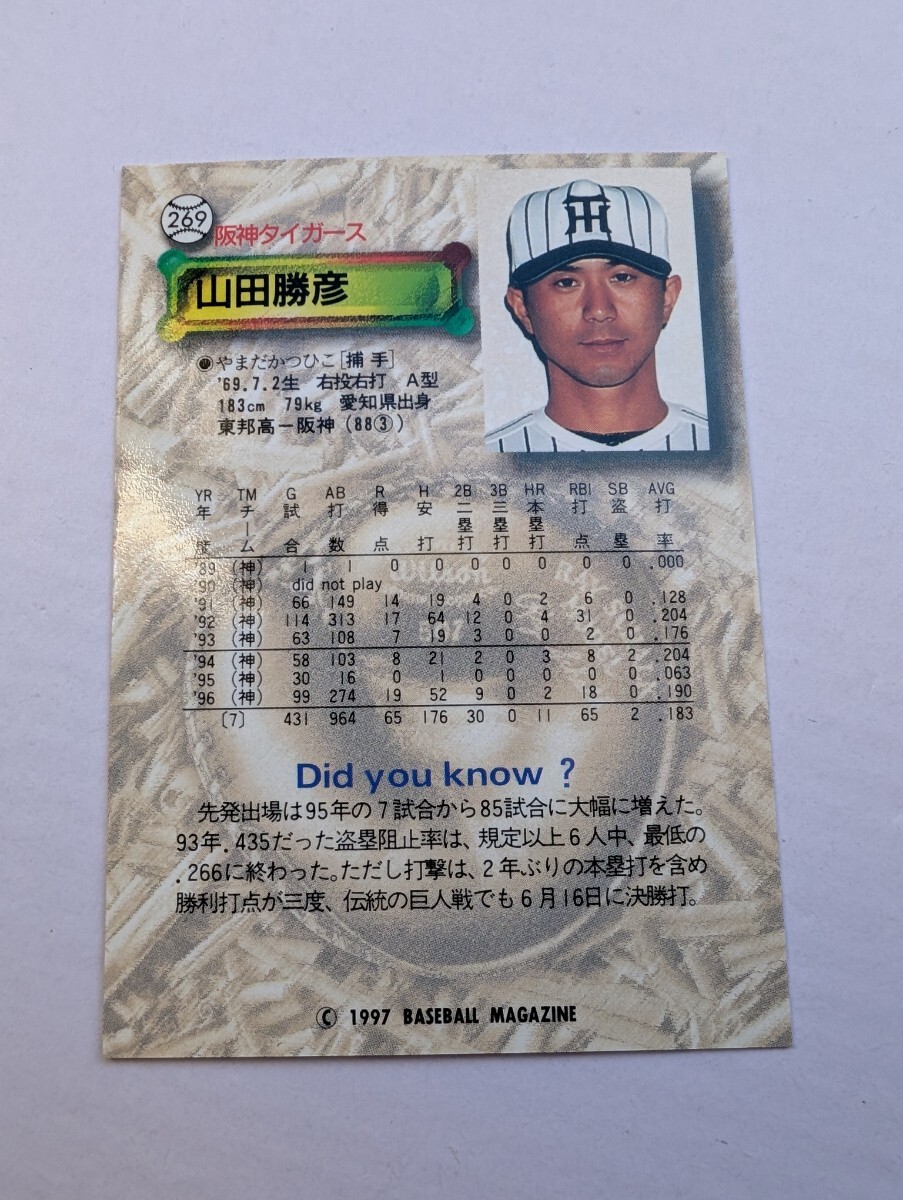 269
阪神タイガース
山田勝彦
やまだかつひこ[捕手]
'69.7.2生 右投右打 A型
183cm 79kg 愛知県出身
東邦高ー阪神(88③)
YR TM G AB R H 2B 3B HR RBI SB AVG
年度 チーム 試合 打数 得点 安打 二塁打 三塁打 本塁打 打点 盗塁 打率
'89 (神) 1 1 0 0 0 0 0 0 0 .000
'90 (神) did not play
'91 (神) 66 149 14 19 4 0 2 6 0 .128
'92 (神) 114 313 17 64 12 0 4 31 0 .204
'93 (神) 63 108 7 19 3 0 0 2 0 .176
'94 (神) 58 103 8 21 2 0 3 8 2 .204
'95 (神) 30 16 0 1 0 0 0 0 0 .063
'96 (神) 99 274 19 52 9 0 2 18 0 .190
[7] 431 964 65 176 30 0 11 65 2 .183
Did you know ?
先発出場は95年の7試合から85試合に大幅に増えた。
93年.435だった盗塁阻止率は、規定以上6人中、最低の
.266に終わった。ただし打撃は、2年ぶりの本塁打を含め
勝利打点が三度、伝統の巨人戦でも6月16日に決勝打。
© 1997 BASEBALL MAGAZINE